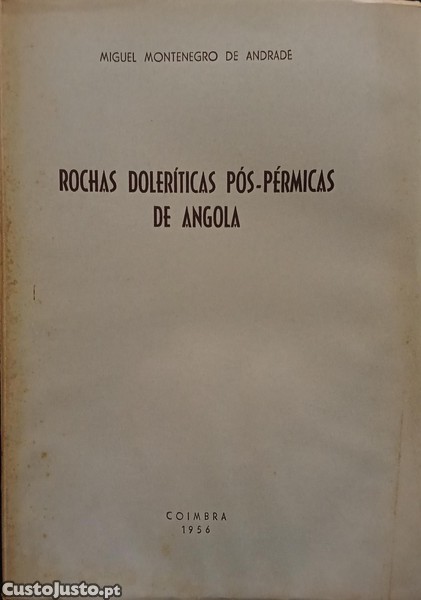 MIGUEL MONTENEGRO DE ANDRADE
ROCHAS DOLERÍTICAS PÓS-PÉRMICAS
DE ANGOLA
COIMBRA
1956
CustoJusto.pt